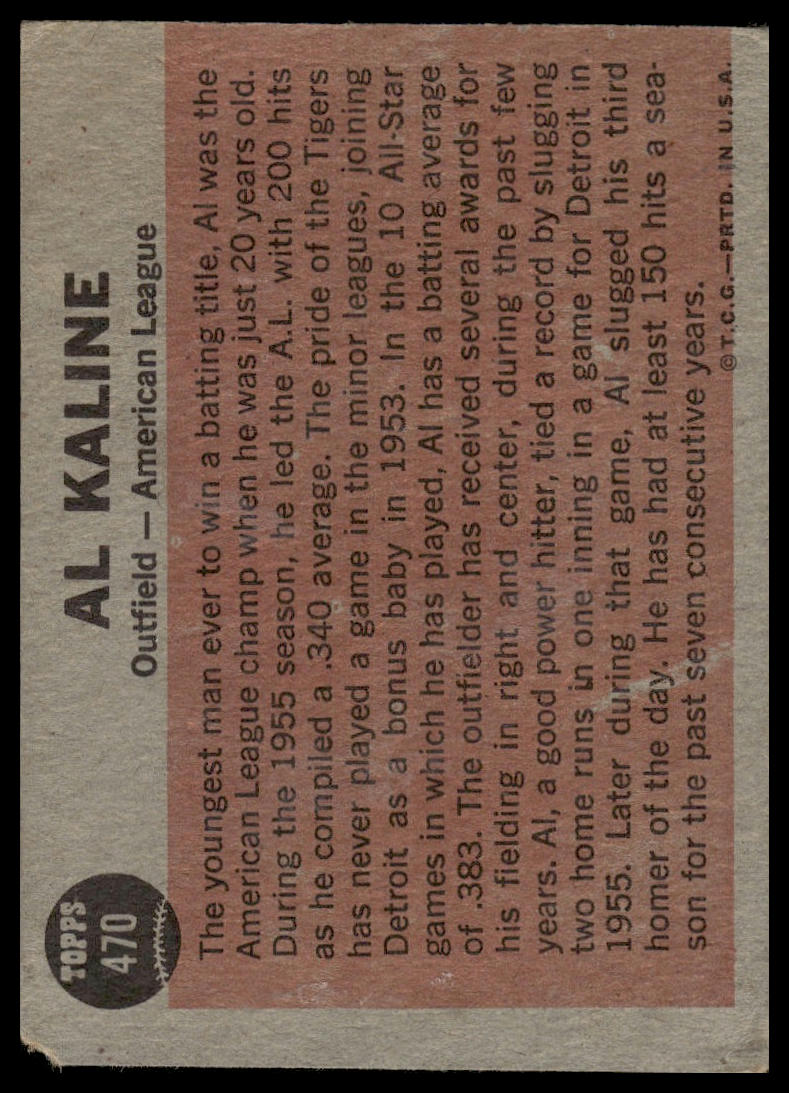 TOPPS
470
AL KALINE
Outfield — American League
The youngest man ever to win a batting title, Al was the
American League champ when he was just 20 years old.
During the 1955 season, he led the A.L. with 200 hits
as he compiled a .340 average. The pride of the Tigers
has never played a game in the minor leagues, joining
Detroit as a bonus baby in 1953. In the 10 All-Star
games in which he has played, Al has a batting average
of .383. The outfielder has received several awards for
his fielding in right and center, during the past few
years. Al, a good power hitter, tied a record by slugging
two home runs in one inning in a game for Detroit in
1955. Later during that game, Al slugged his third
homer of the day. He has had at least 150 hits a sea-
son for the past seven consecutive years.
© T.C.G.—PRTD. IN U.S.A.